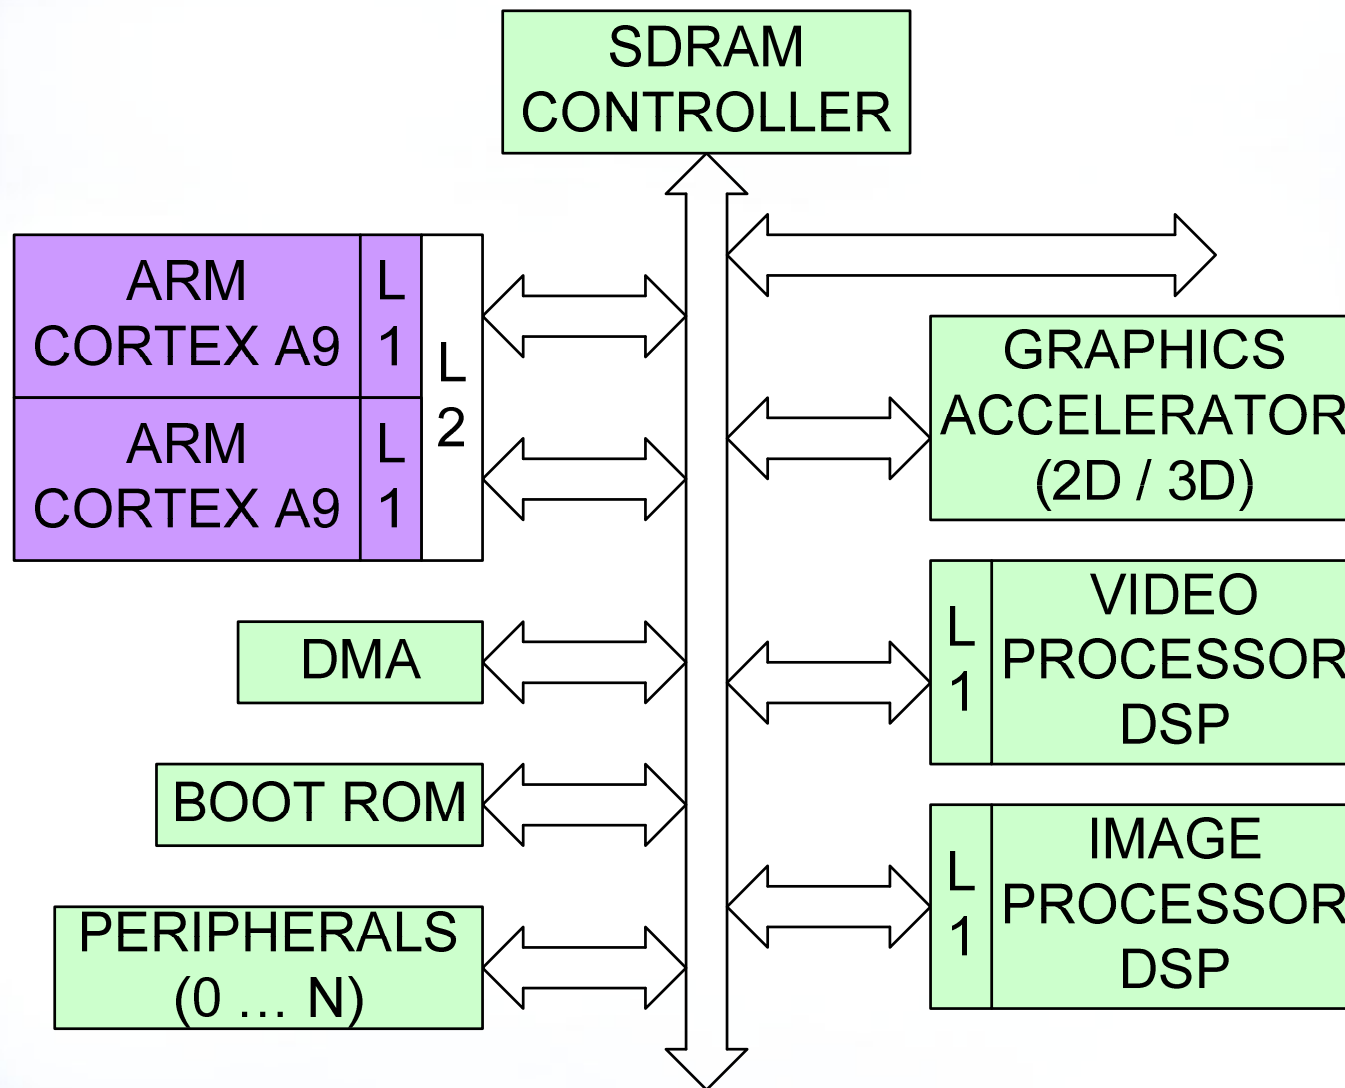 SDRAM
CONTROLLER
ARM
CORTEX A9
L
1
ARM
CORTEX A9
L
1
L
2
GRAPHICS
ACCELERATOR
(2D / 3D)
DMA
L
1
VIDEO
PROCESSOR
DSP
BOOT ROM
L
1
IMAGE
PROCESSOR
DSP
PERIPHERALS
(0 ... N)